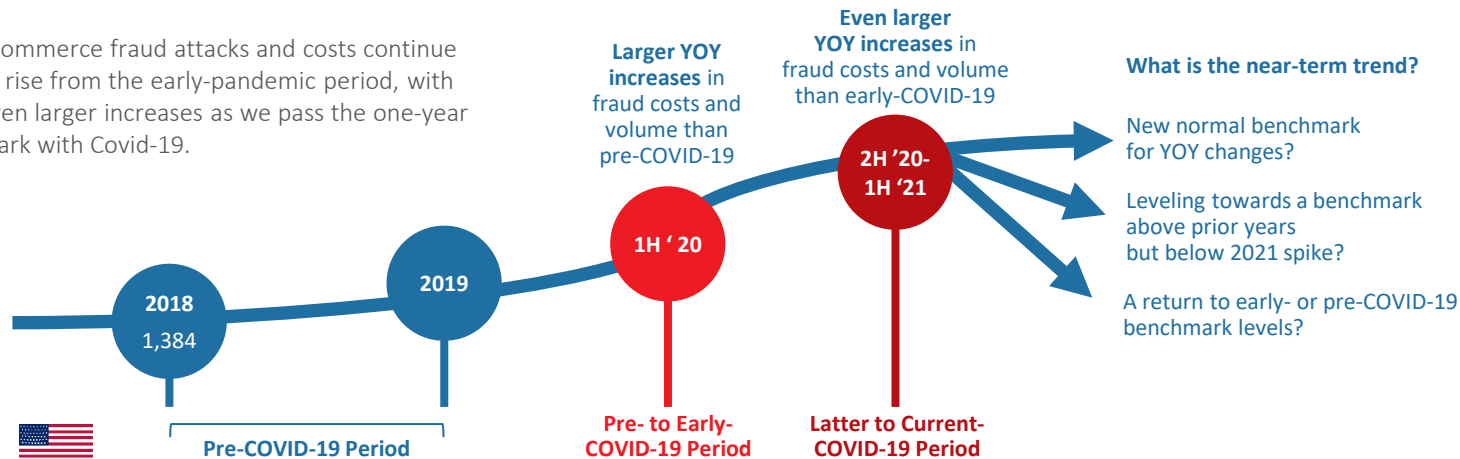 ommerce fraud attacks and costs continue
rise from the early-pandemic period, with
en larger increases as we pass the one-year
ark with Covid-19.
Larger YOY
increases in
fraud costs and
volume than
pre-COVID-19
Even larger
YOY increases in
fraud costs and volume
than early-COVID-19
What is the near-term trend?
New normal benchmark
for YOY changes?
Leveling towards a benchmark
above prior years
but below 2021 spike?
A return to early- or pre-COVID-19
benchmark levels?
2018
1,384
2019
1H ‘ 20
2H ’20-
1H ’21
Pre-COVID-19 Period
Pre- to Early-
COVID-19 Period
Latter to Current-
COVID-19 Period